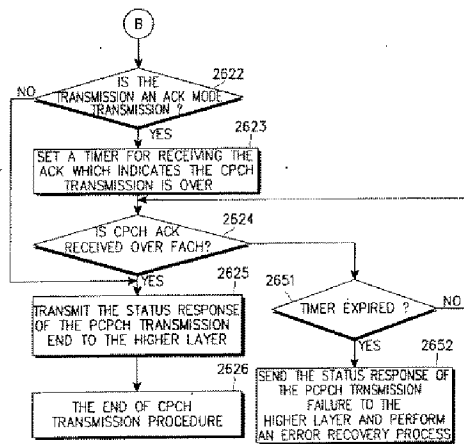 B
2622
IS THE
TRANSMISSION AN ACK MODE
TRANSMISSION ?
NO
YES
2623
SET A TIMER FOR RECEIVING THE
ACK WHICH INDICATES THE CPCH
TRANSMISSION IS OVER
2624
IS CPCH ACK
RECEIVED OVER FACH?
YES
2625
TRANSMIT THE STATUS RESPONSE
OF THE PCPCH TRANSMISSION
END TO THE HIGHER LAYER
2626
THE END OF CPCH
TRANSMISSION PROCEDURE
2651
TIMER EXPIRED ?
NO
YES
2652
SEND THE STATUS RESPONSE OF
THE PCPCH TRNSMISSION
FAILURE TO THE
HIGHER LAYER AND PERFORM
AN ERROR RECOVERY PROCESS